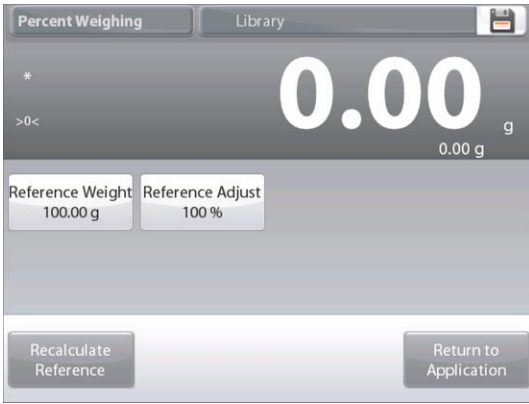 Percent Weighing
Library
*
0.00
>0<
g
0.00 g
Reference Weight
100.00 g
Reference Adjust
100 %
Recalculate
Reference
Return to
Application